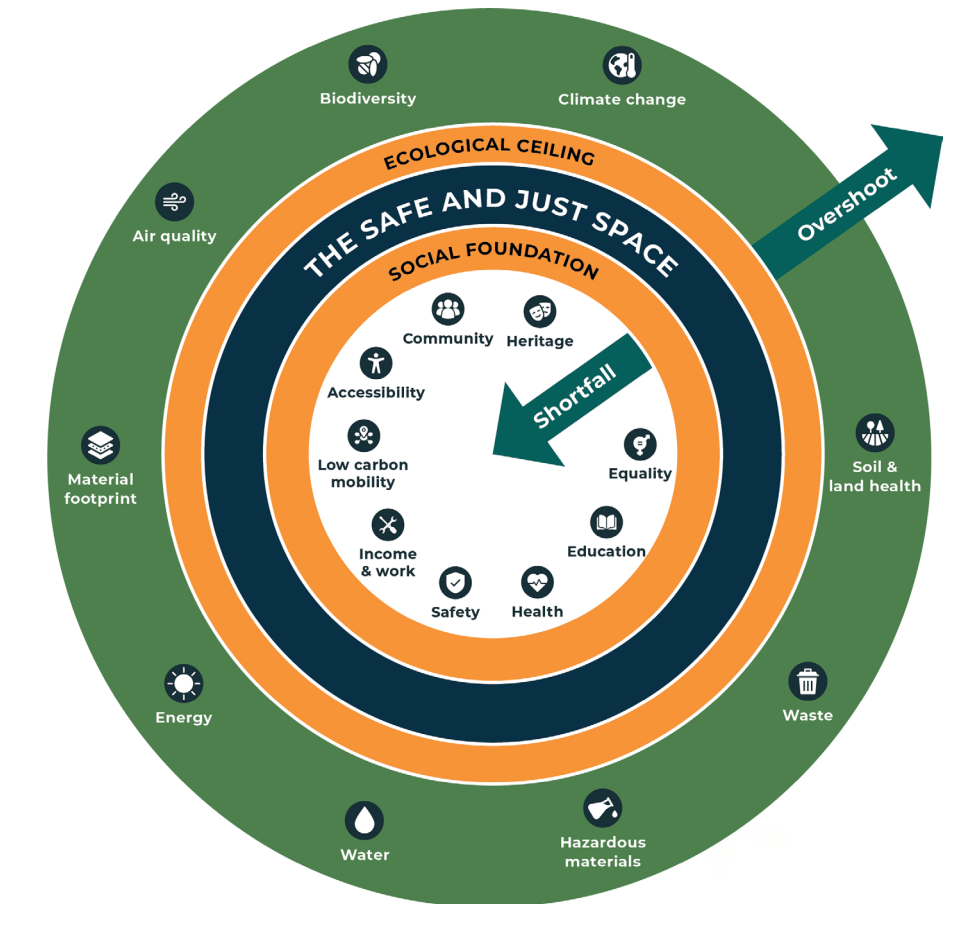 Biodiversity
Climate change
ECOLOGICAL CEILING
Overshoot
THE SAFE AND JUST SPACE
Air quality
SOCIAL FOUNDATION
Community
Heritage
Accessibility
Shortfall
Low carbon
mobility
Equality
Material
footprint
Soil &
land health
Income
& work
Education
Safety
Health
Energy
Waste
Water
Hazardous
materials